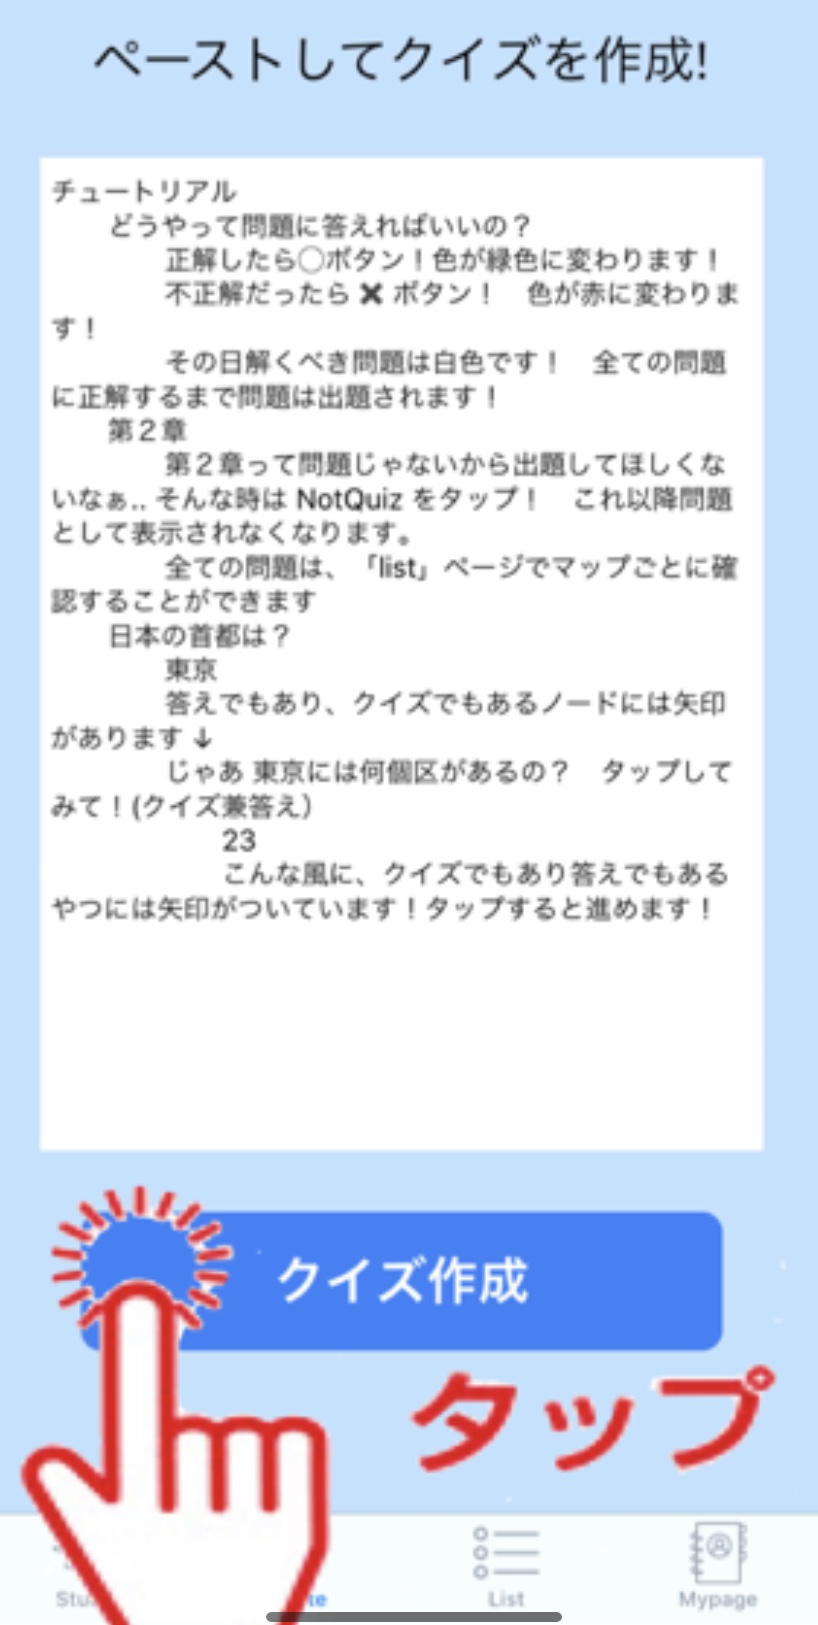 ペーストしてクイズを作成!
チュートリアル
どうやって問題に答えればいいの？
正解したら◯ボタン！色が緑色に変わります！
不正解だったら ✖ ボタン！　色が赤に変わりま
す！
その日解くべき問題は白色です！　全ての問題
に正解するまで問題は出題されます！
第２章
第２章って問題じゃないから出題してほしくな
いなぁ.. そんな時は NotQuiz をタップ！　これ以降問題
として表示されなくなります。
全ての問題は、「list」ページでマップごとに確
認することができます
日本の首都は？
東京
答えでもあり、クイズでもあるノードには矢印
があります ↓
じゃあ 東京には何個区があるの？　タップして
みて！(クイズ兼答え）
23
こんな風に、クイズでもあり答えでもある
やつには矢印がついています！タップすると進めます！
クイズ作成
タップ
List
Mypage